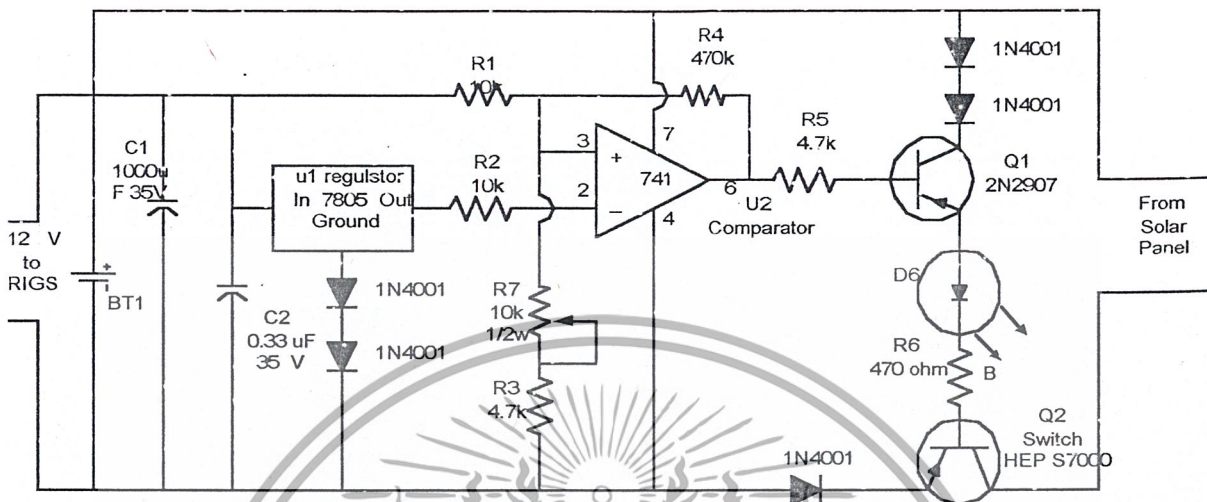 R4
470k
1N4001
1N4001
R1
10k
R5
4.7k
C1
1000u
F 35V
u1 regulstor
In 7805 Out
Ground
R2
10k
3
+
7
2
741
−
6
4
U2
Comparator
Q1
2N2907
From
Solar
Panel
12 V
to
RIGS
+
-
BT1
1N4001
C2
0.33 uF
35 V
1N4001
R7
10k
1/2w
R3
4.7k
D6
R6
470 ohm
B
Q2
Switch
HEP S7000
1N4001